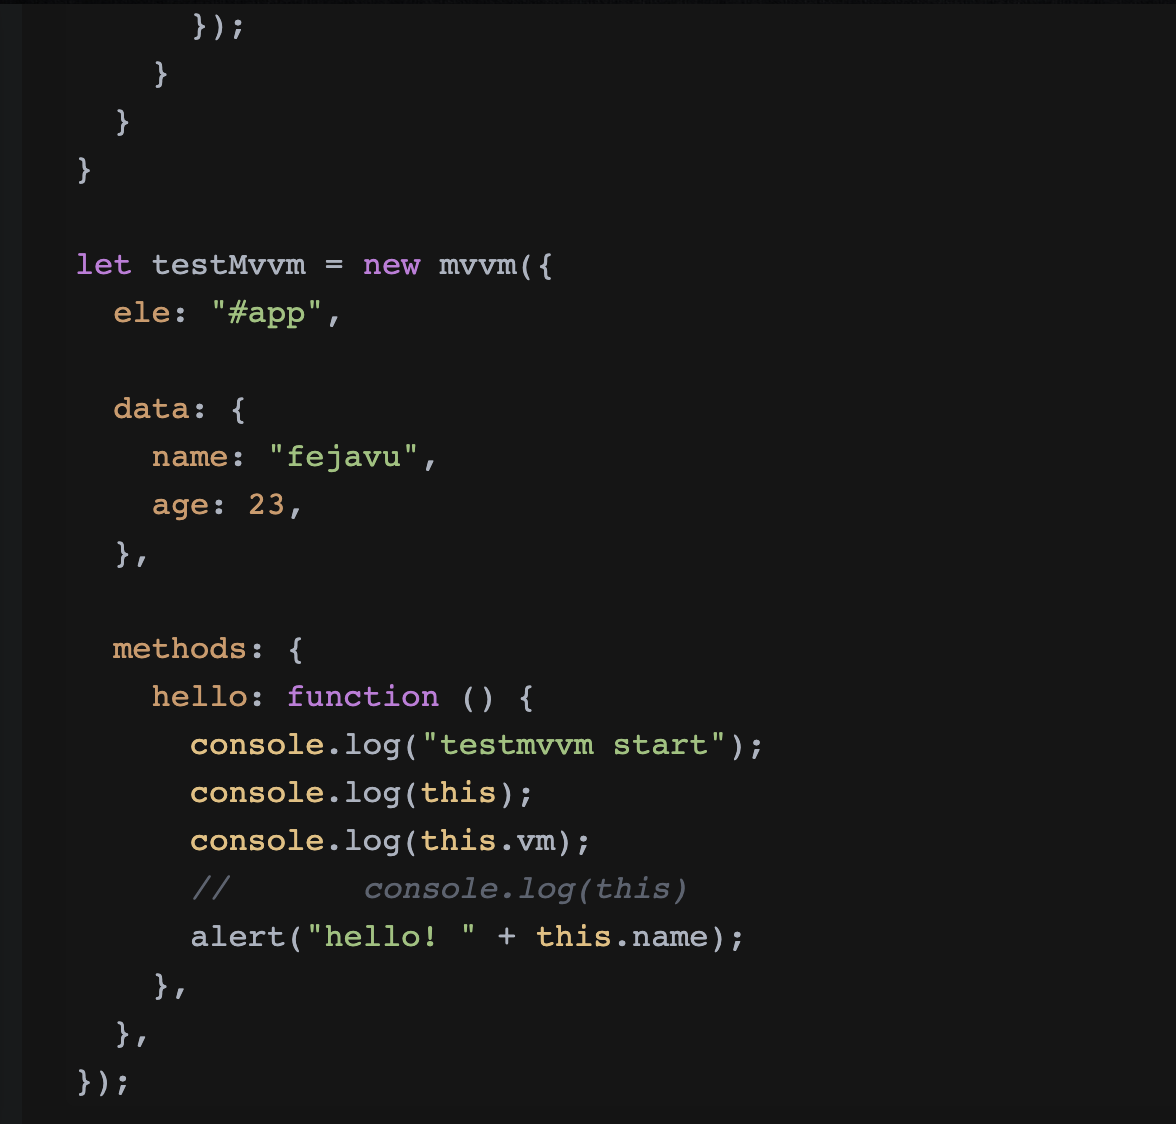 });
    }
  }
}

let testMvvm = new mvvm({
  ele: "#app",

  data: {
    name: "fejavu",
    age: 23,
  },

  methods: {
    hello: function () {
      console.log("testmvvm start");
      console.log(this);
      console.log(this.vm);
      //       console.log(this)
      alert("hello! " + this.name);
    },
  },
});